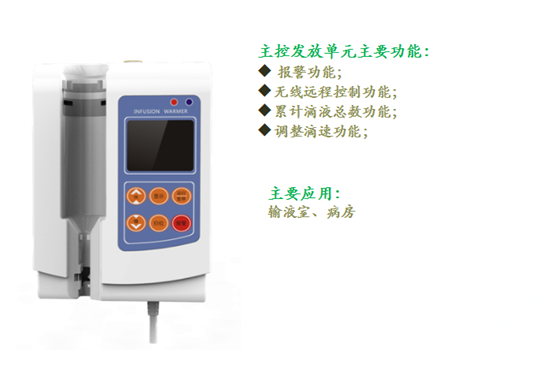 主控发放单元主要功能：
◆ 报警功能；
◆ 无线远程控制功能；
◆ 累计滴液总数功能；
◆ 调整滴速功能；
主要应用：
输液室、病房
INFUSION WARMER